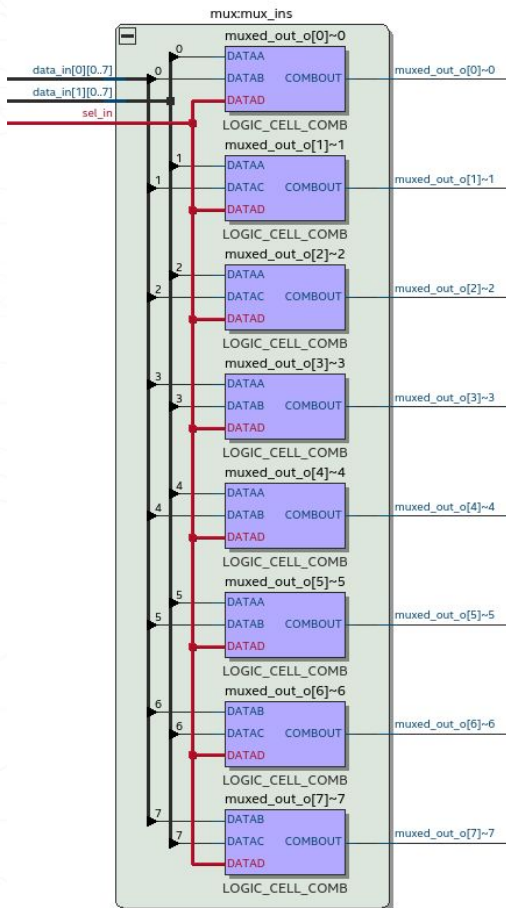 mux:mux_ins
data_in[0][0..7]
data_in[1][0..7]
sel_in
muxed_out_o[0]~0
0 DATAA
0 DATAB COMBOUT muxed_out_o[0]~0
DATAD
LOGIC_CELL_COMB
muxed_out_o[1]~1
1 DATAA
1 DATAC COMBOUT muxed_out_o[1]~1
DATAD
LOGIC_CELL_COMB
muxed_out_o[2]~2
2 DATAA
2 DATAC COMBOUT muxed_out_o[2]~2
DATAD
LOGIC_CELL_COMB
muxed_out_o[3]~3
3 DATAA
3 DATAB COMBOUT muxed_out_o[3]~3
DATAD
LOGIC_CELL_COMB
muxed_out_o[4]~4
4 DATAA
4 DATAB COMBOUT muxed_out_o[4]~4
DATAD
LOGIC_CELL_COMB
muxed_out_o[5]~5
5 DATAA
5 DATAB COMBOUT muxed_out_o[5]~5
DATAD
LOGIC_CELL_COMB
muxed_out_o[6]~6
6 DATAB
6 DATAC COMBOUT muxed_out_o[6]~6
DATAD
LOGIC_CELL_COMB
muxed_out_o[7]~7
7 DATAB
7 DATAC COMBOUT muxed_out_o[7]~7
DATAD
LOGIC_CELL_COMB